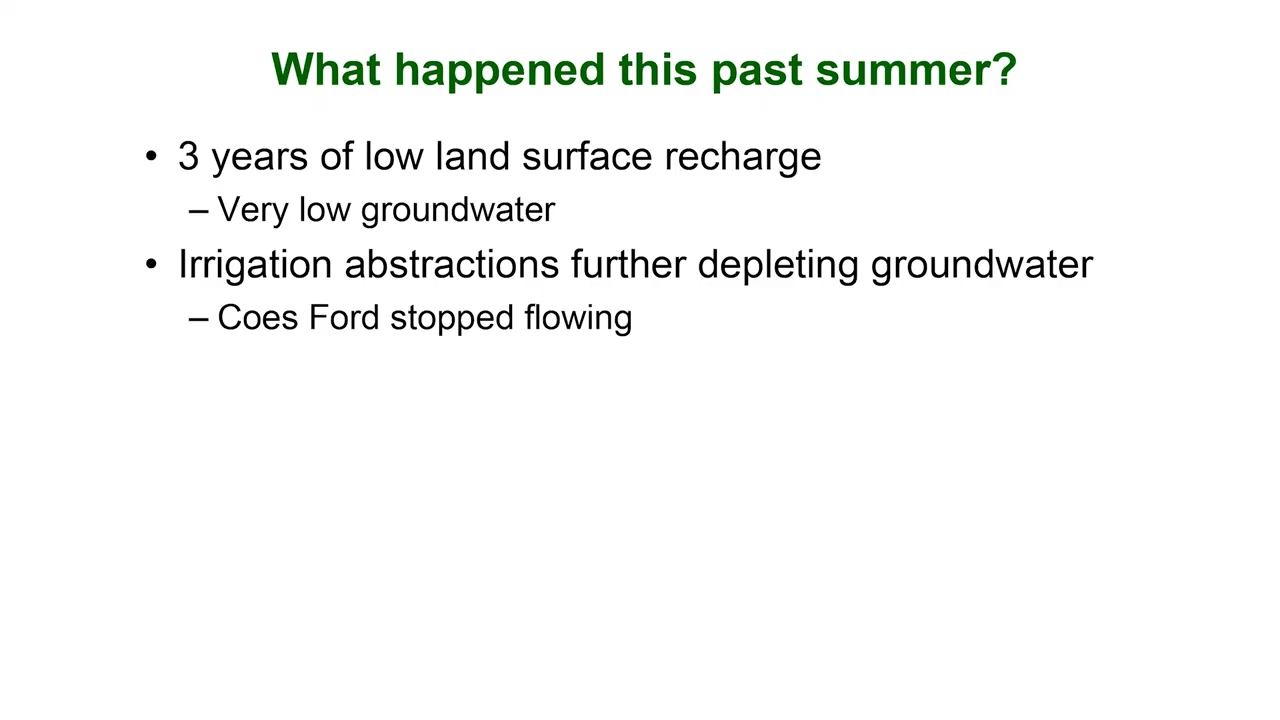 What happened this past summer?
• 3 years of low land surface recharge
– Very low groundwater
• Irrigation abstractions further depleting groundwater
– Coes Ford stopped flowing